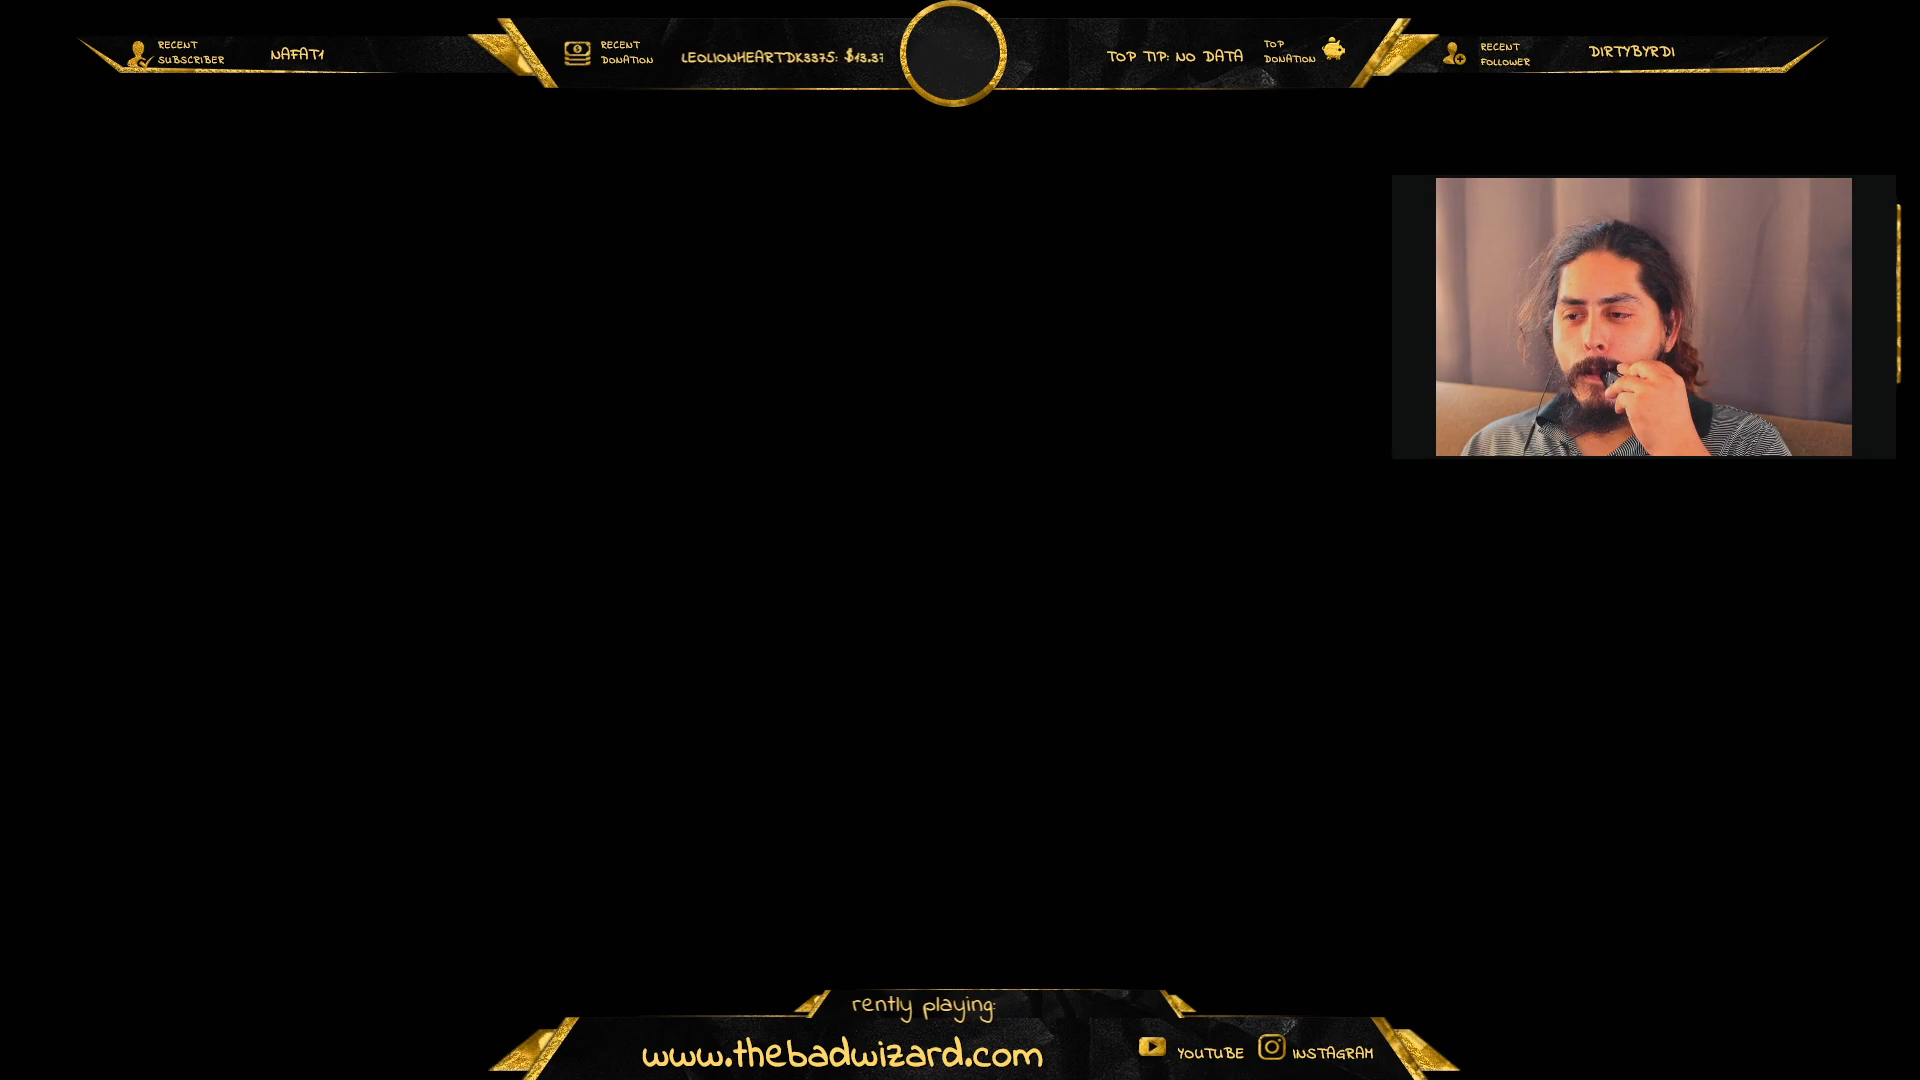 RECENT
SUBSCRIBER
NAFAT1
RECENT
DONATION
LEOLIONHEARTDK3375: $13.37
TOP TIP: NO DATA
TOP
DONATION
RECENT
FOLLOWER
DIRTYBYRD1
rently playing:
www.thebadwizard.com
YOUTUBE
INSTAGRAM